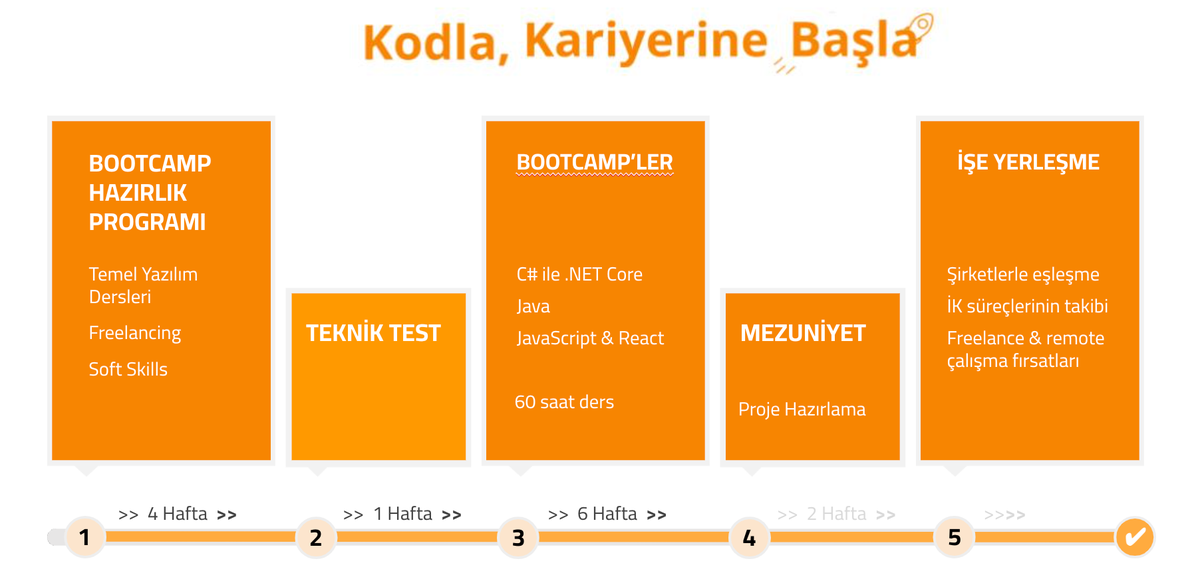 Kodla, Kariyerine Başla
BOOTCAMP
HAZIRLIK
PROGRAMI
Temel Yazılım
Dersleri
Freelancing
Soft Skills
TEKNİK TEST
BOOTCAMP’LER
C# ile .NET Core
Java
JavaScript & React
60 saat ders
MEZUNİYET
Proje Hazırlama
İŞE YERLEŞME
Şirketlerle eşleşme
İK süreçlerinin takibi
Freelance & remote
çalışma fırsatları
>> 4 Hafta >>
>> 1 Hafta >>
>> 6 Hafta >>
>> 2 Hafta >>
>>>>
1
2
3
4
5